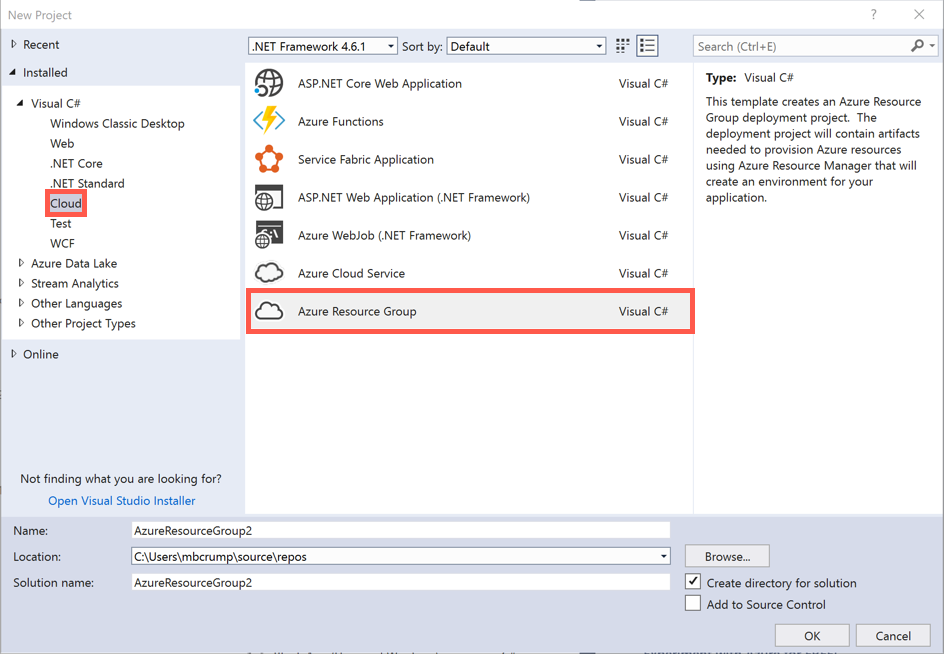 New Project
?
Recent
Installed
Visual C#
Windows Classic Desktop
Web
.NET Core
.NET Standard
Cloud
Test
WCF
Azure Data Lake
Stream Analytics
Other Languages
Other Project Types
Online
Not finding what you are looking for?
Open Visual Studio Installer
.NET Framework 4.6.1
Sort by: Default
Search (Ctrl+E)
ASP.NET Core Web Application Visual C#
Azure Functions Visual C#
Service Fabric Application Visual C#
ASP.NET Web Application (.NET Framework) Visual C#
Azure WebJob (.NET Framework) Visual C#
Azure Cloud Service Visual C#
Azure Resource Group Visual C#
Type: Visual C#
This template creates an Azure Resource
Group deployment project. The
deployment project will contain artifacts
needed to provision Azure resources
using Azure Resource Manager that will
create an environment for your
application.
Name: AzureResourceGroup2
Location: C:\Users\mbcrump\source\repos
Browse...
Solution name: AzureResourceGroup2
Create directory for solution
Add to Source Control
OK
Cancel